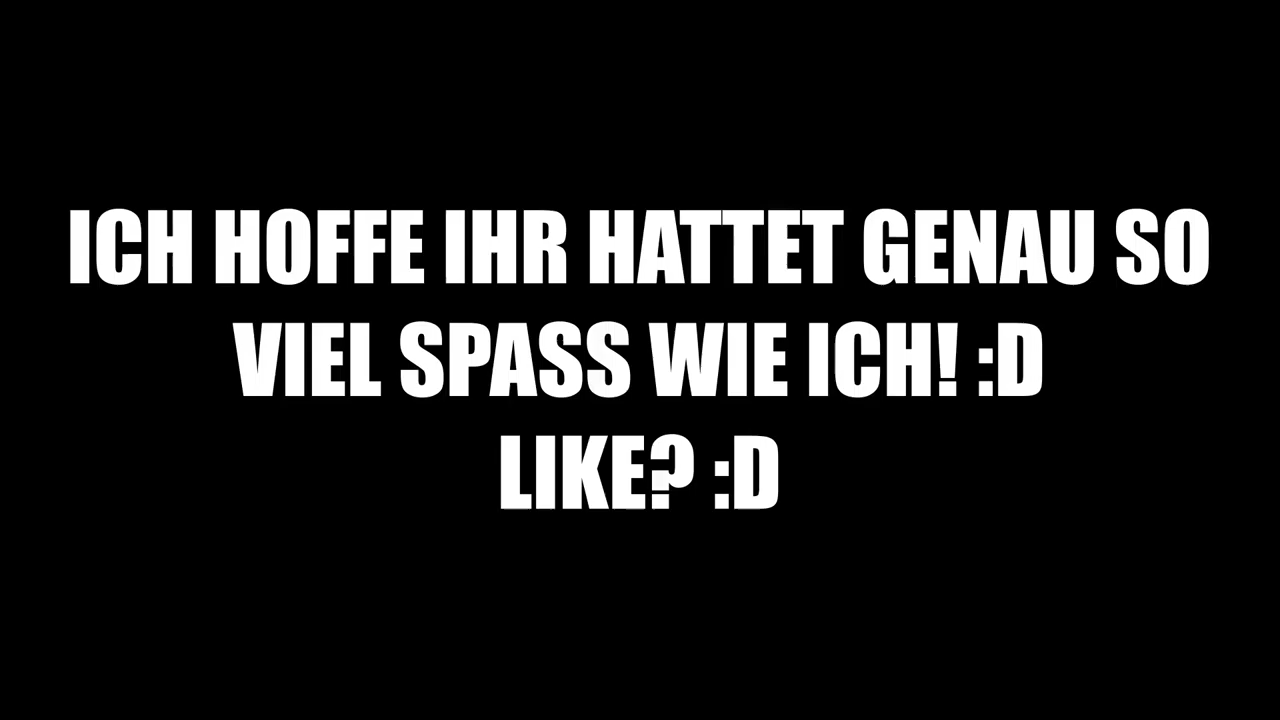 ICH HOFFE IHR HATTET GENAU SO
VIEL SPASS WIE ICH! :D
LIKE? :D